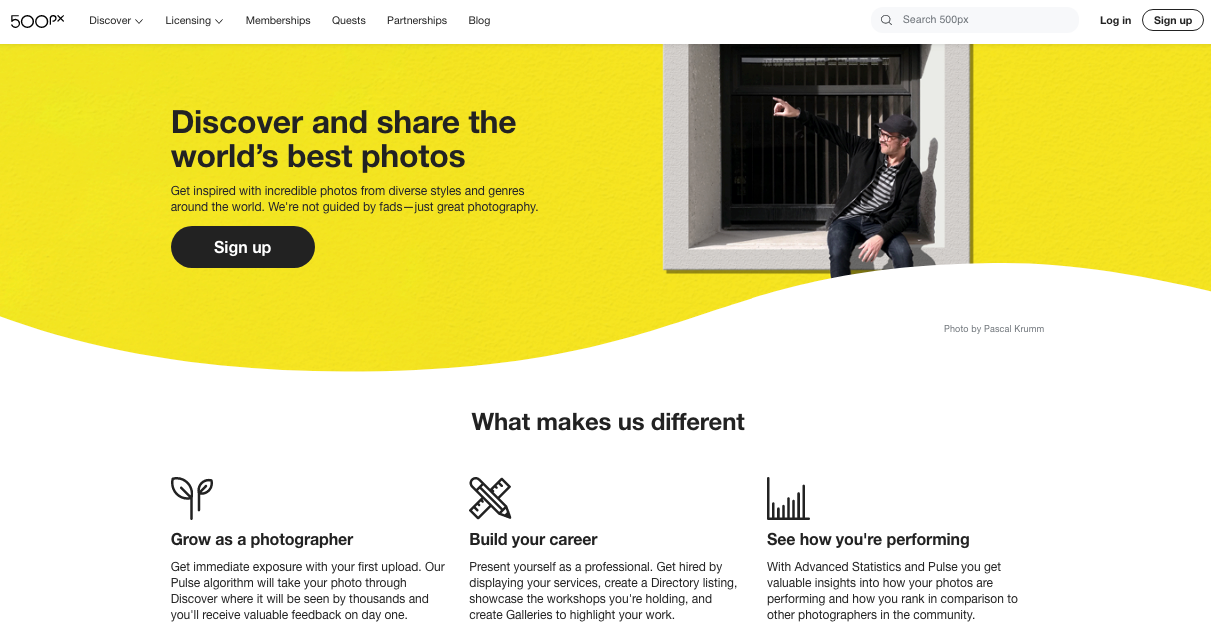 500px
Discover
Licensing
Memberships
Quests
Partnerships
Blog
Search 500px
Log in
Sign up
Discover and share the
world’s best photos
Get inspired with incredible photos from diverse styles and genres
around the world. We're not guided by fads—just great photography.
Sign up
Photo by Pascal Krumm
What makes us different
Grow as a photographer
Get immediate exposure with your first upload. Our
Pulse algorithm will take your photo through
Discover where it will be seen by thousands and
you'll receive valuable feedback on day one.
Build your career
Present yourself as a professional. Get hired by
displaying your services, create a Directory listing,
showcase the workshops you're holding, and
create Galleries to highlight your work.
See how you're performing
With Advanced Statistics and Pulse you get
valuable insights into how your photos are
performing and how you rank in comparison to
other photographers in the community.